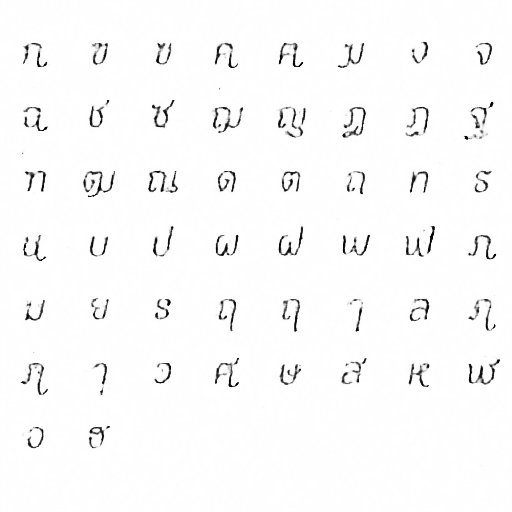 ก ข ฃ ค ฅ ฆ ง จ
ฉ ช ซ ฌ ญ ฎ ฏ ฐ
ฑ ฒ ณ ด ต ถ ท ธ
น บ ป ผ ฝ พ ฟ ภ
ม ย ร ฤ ฤ ๅ ล ฦ
ฦ ๅ ว ศ ษ ส ห ฬ
อ ฮ